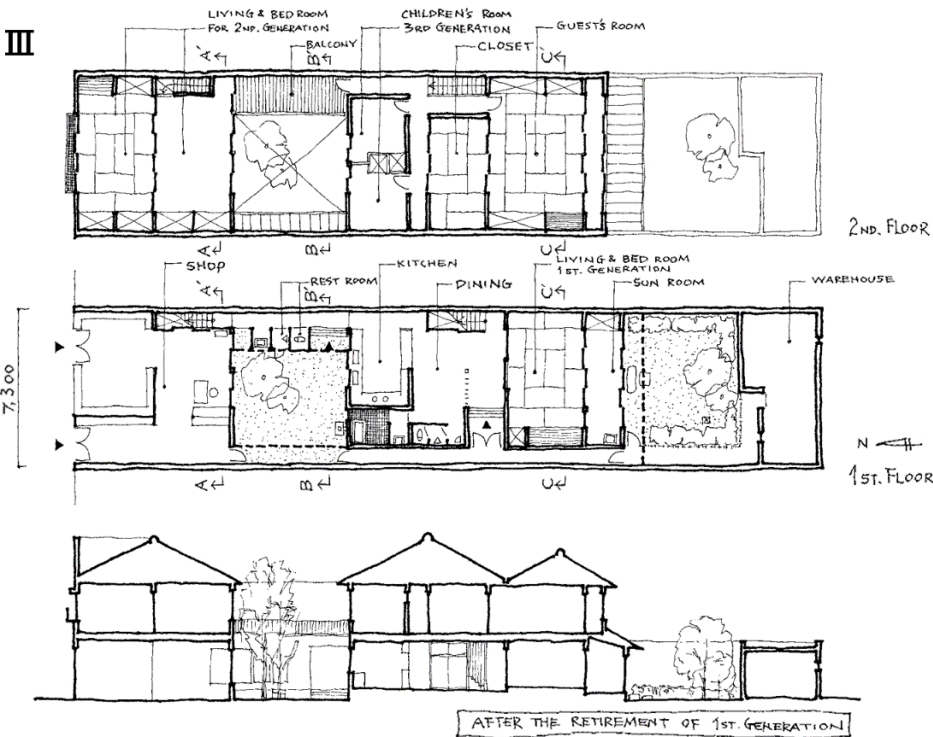 III
LIVING & BED ROOM
FOR 2ND. GENERATION
BALCONY
CHILDREN'S ROOM
3RD GENERATION
CLOSET
GUEST'S ROOM
A'
B'
C'
2ND. FLOOR
A
B
C
SHOP
A'
REST ROOM
B'
KITCHEN
DINING
LIVING & BED ROOM
1ST. GENERATION
C'
SUN ROOM
WAREHOUSE
7,300
N
1ST. FLOOR
A
B
C
AFTER THE RETIREMENT OF 1ST. GENERATION